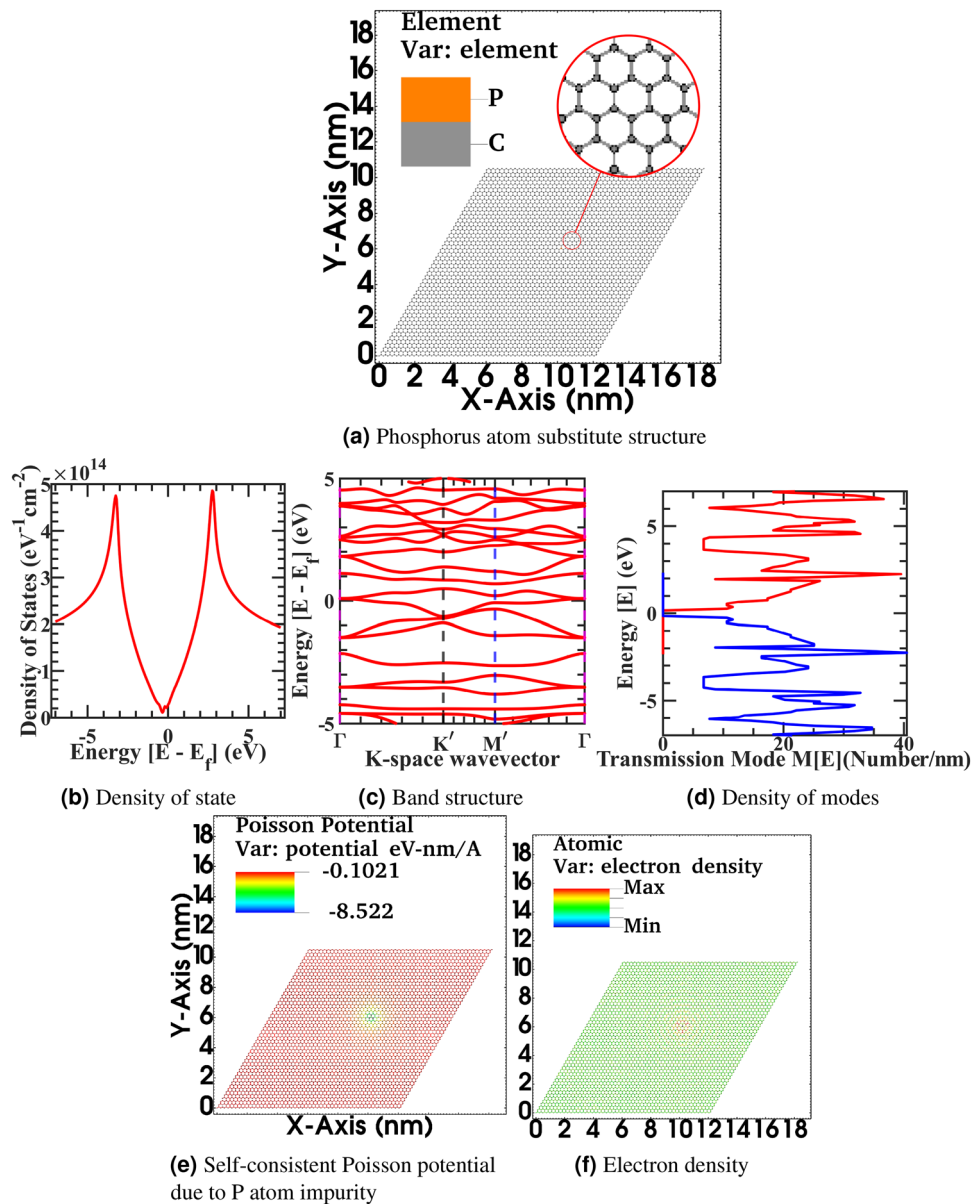 Element
Var: element
P
C
18
16
14
12
10
8
6
4
2
0
Y-Axis (nm)
0 2 4 6 8 10 12 14 16 18
X-Axis (nm)
(a) Phosphorus atom substitute structure
×10^14
5
4
3
2
1
0
Density of States (eV^-1cm^-2)
-5 0 5
Energy [E - E_f] (eV)
(b) Density of state
5
0
-5
Energy [E - E_f] (eV)
Γ K′ M′ Γ
K-space wavevector
(c) Band structure
5
0
-5
Energy [E] (eV)
0 20 40
Transmission Mode M[E](Number/nm)
(d) Density of modes
Poisson Potential
Var: potential eV-nm/A
-0.1021
-8.522
18
16
14
12
10
8
6
4
2
0
Y-Axis (nm)
X-Axis (nm)
(e) Self-consistent Poisson potential
due to P atom impurity
Atomic
Var: electron density
Max
Min
18
16
14
12
10
8
6
4
2
0
0 2 4 6 8 10 12 14 16 18
(f) Electron density